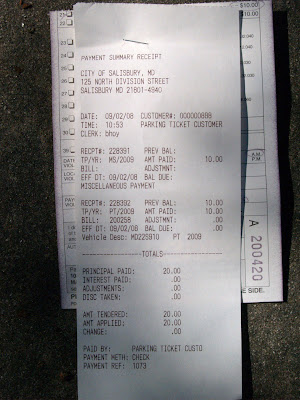 $10.00
PAYMENT SUMMARY RECEIPT
CITY OF SALISBURY, MD
125 NORTH DIVISION STREET
SALISBURY MD 21801-4940
DATE: 09/02/08 CUSTOMER#: 000000888
TIME: 10:53 PARKING TICKET CUSTOMER
CLERK: bhoy
RECPT#: 228391 PREV BAL:
TP/YR: MS/2009 AMT PAID: 10.00
BILL: ADJSTMNT:
EFF DT: 09/02/08 BAL DUE:
MISCELLANEOUS PAYMENT
RECPT#: 228392 PREV BAL:
TP/YR: PT/2009 AMT PAID: 10.00
BILL: 200258 ADJSTMNT: .00
EFF DT: 09/02/08 BAL DUE: .00
Vehicle Desc: MD225910 PT 2009
TOTALS
PRINCIPAL PAID: 20.00
INTEREST PAID: .00
ADJUSTMENTS: .00
DISC TAKEN: .00
AMT TENDERED: 20.00
AMT APPLIED: 20.00
CHANGE: .00
PAID BY: PARKING TICKET CUSTO
PAYMENT METH: CHECK
PAYMENT REF: 1073
A.M.
P.M.
A 200420
SIDE.